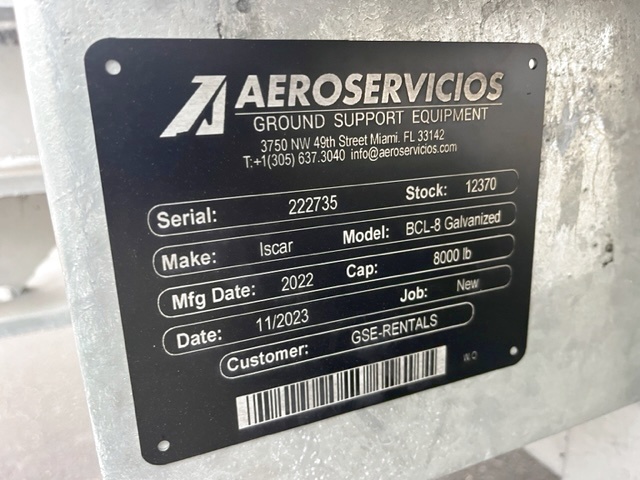 AEROSERVICIOS
GROUND SUPPORT EQUIPMENT
3750 NW 49th Street Miami. FL 33142
T:+1(305) 637.3040 info@aeroservicios.com
Serial: 222735 Stock: 12370
Make: Iscar Model: BCL-8 Galvanized
Mfg Date: 2022 Cap: 8000 lb
Date: 11/2023 Job: New
Customer: GSE-RENTALS
W.O